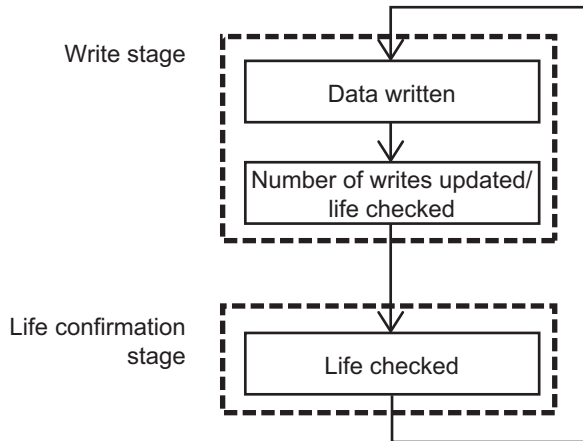 Write stage
Data written
Number of writes updated/
life checked
Life confirmation
stage
Life checked